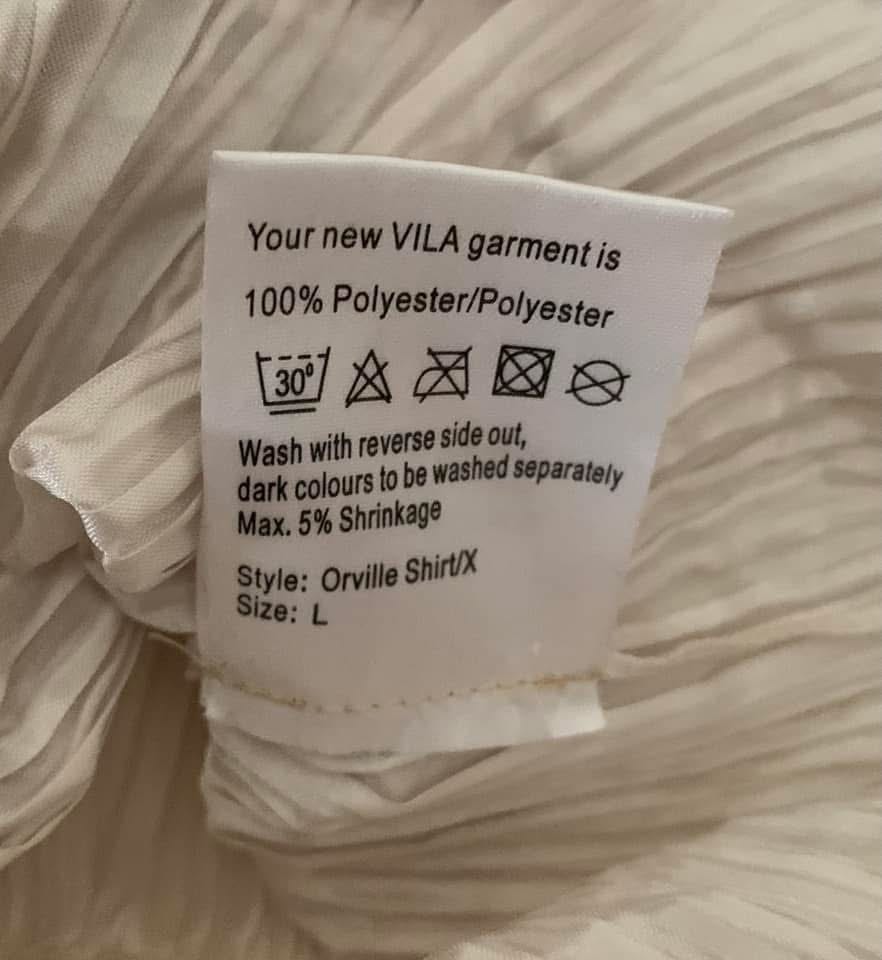 Your new VILA garment is
100% Polyester/Polyester
30°
Wash with reverse side out,
dark colours to be washed separately
Max. 5% Shrinkage
Style: Orville Shirt/X
Size: L